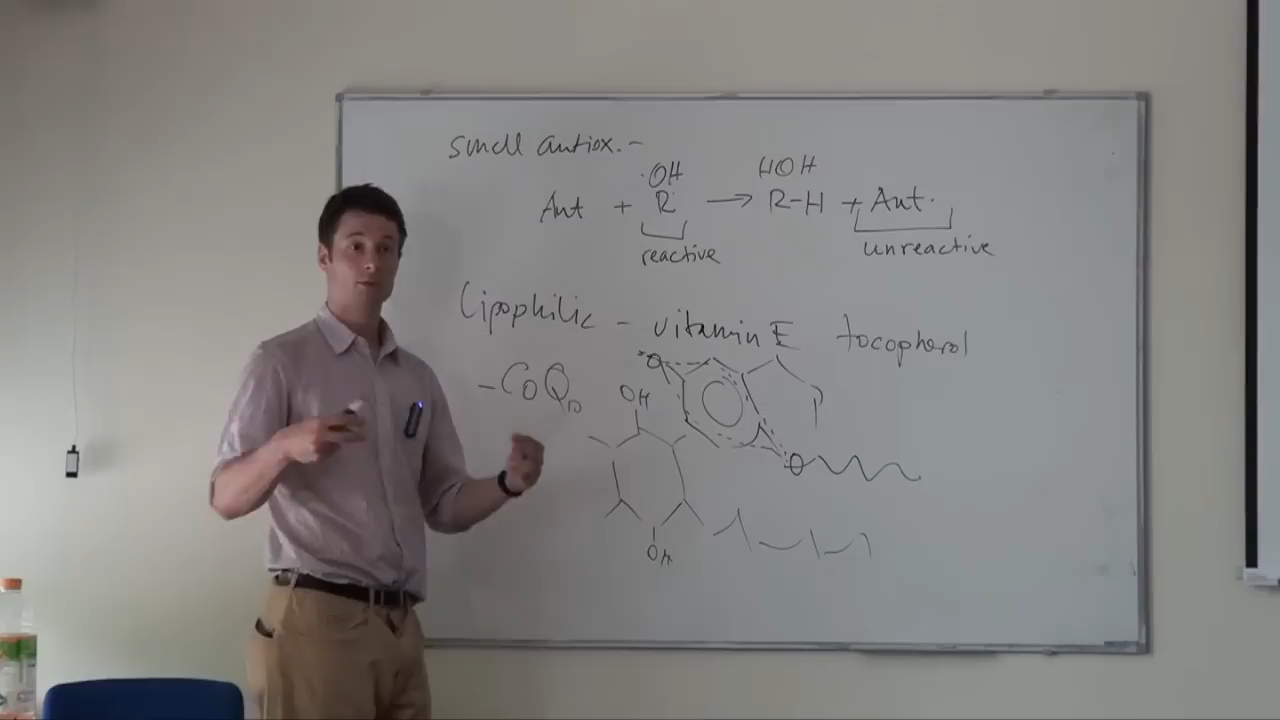 small antiox. -
·OH HOH
Ant + R· → R-H + Ant·
reactive unreactive
Lipophilic - vitamin E tocopherol
- CoQ10
O
OH
O
OH